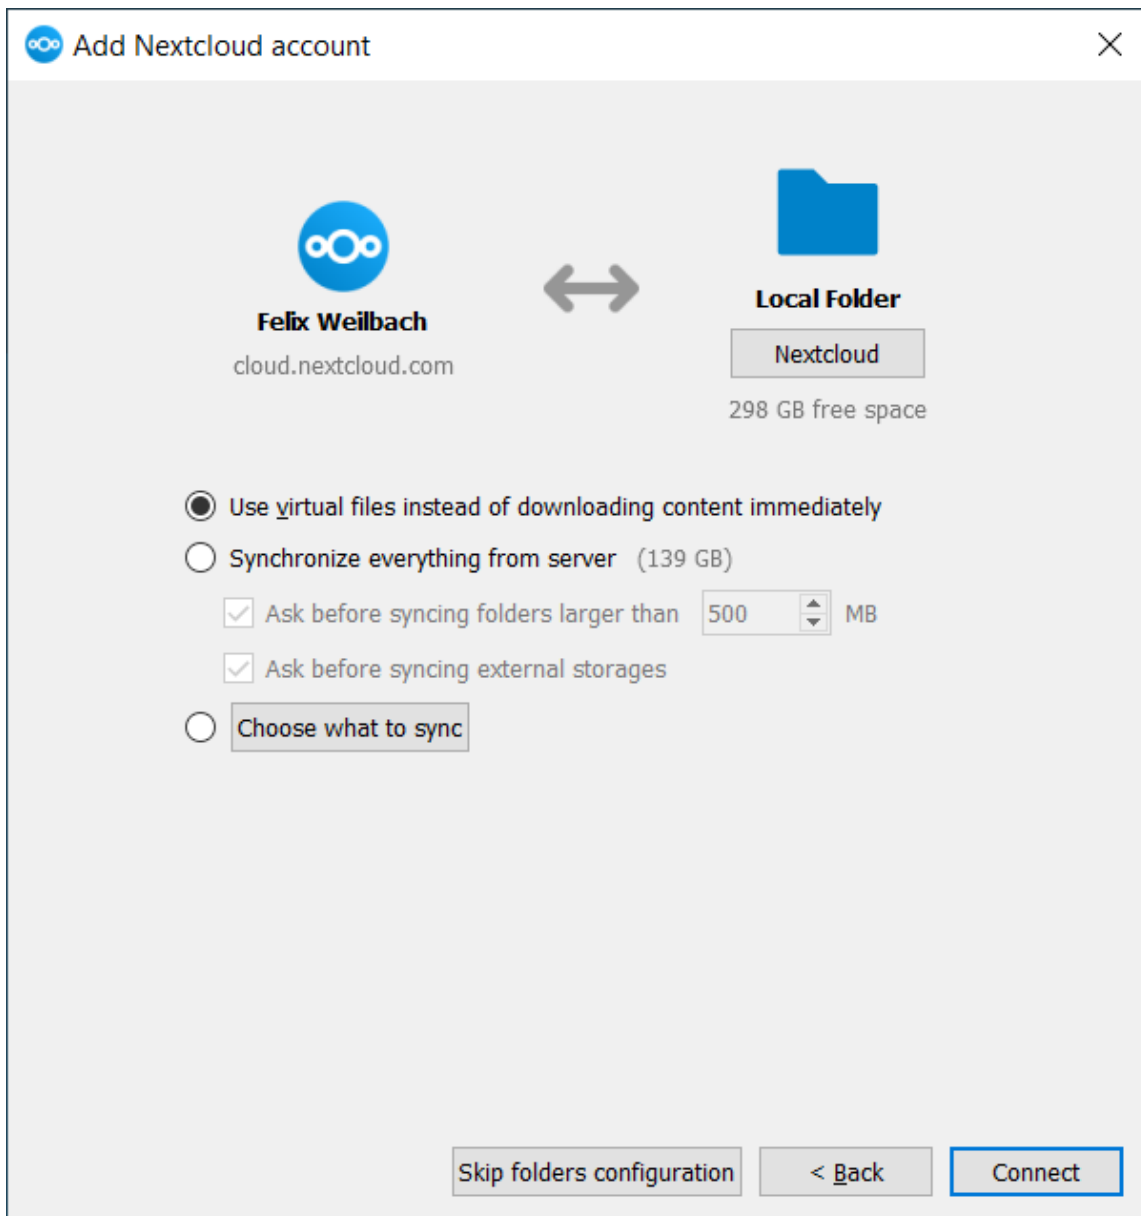 Add Nextcloud account
Felix Weilbach
cloud.nextcloud.com
Local Folder
Nextcloud
298 GB free space
Use virtual files instead of downloading content immediately
Synchronize everything from server (139 GB)
Ask before syncing folders larger than 500 MB
Ask before syncing external storages
Choose what to sync
Skip folders configuration < Back Connect